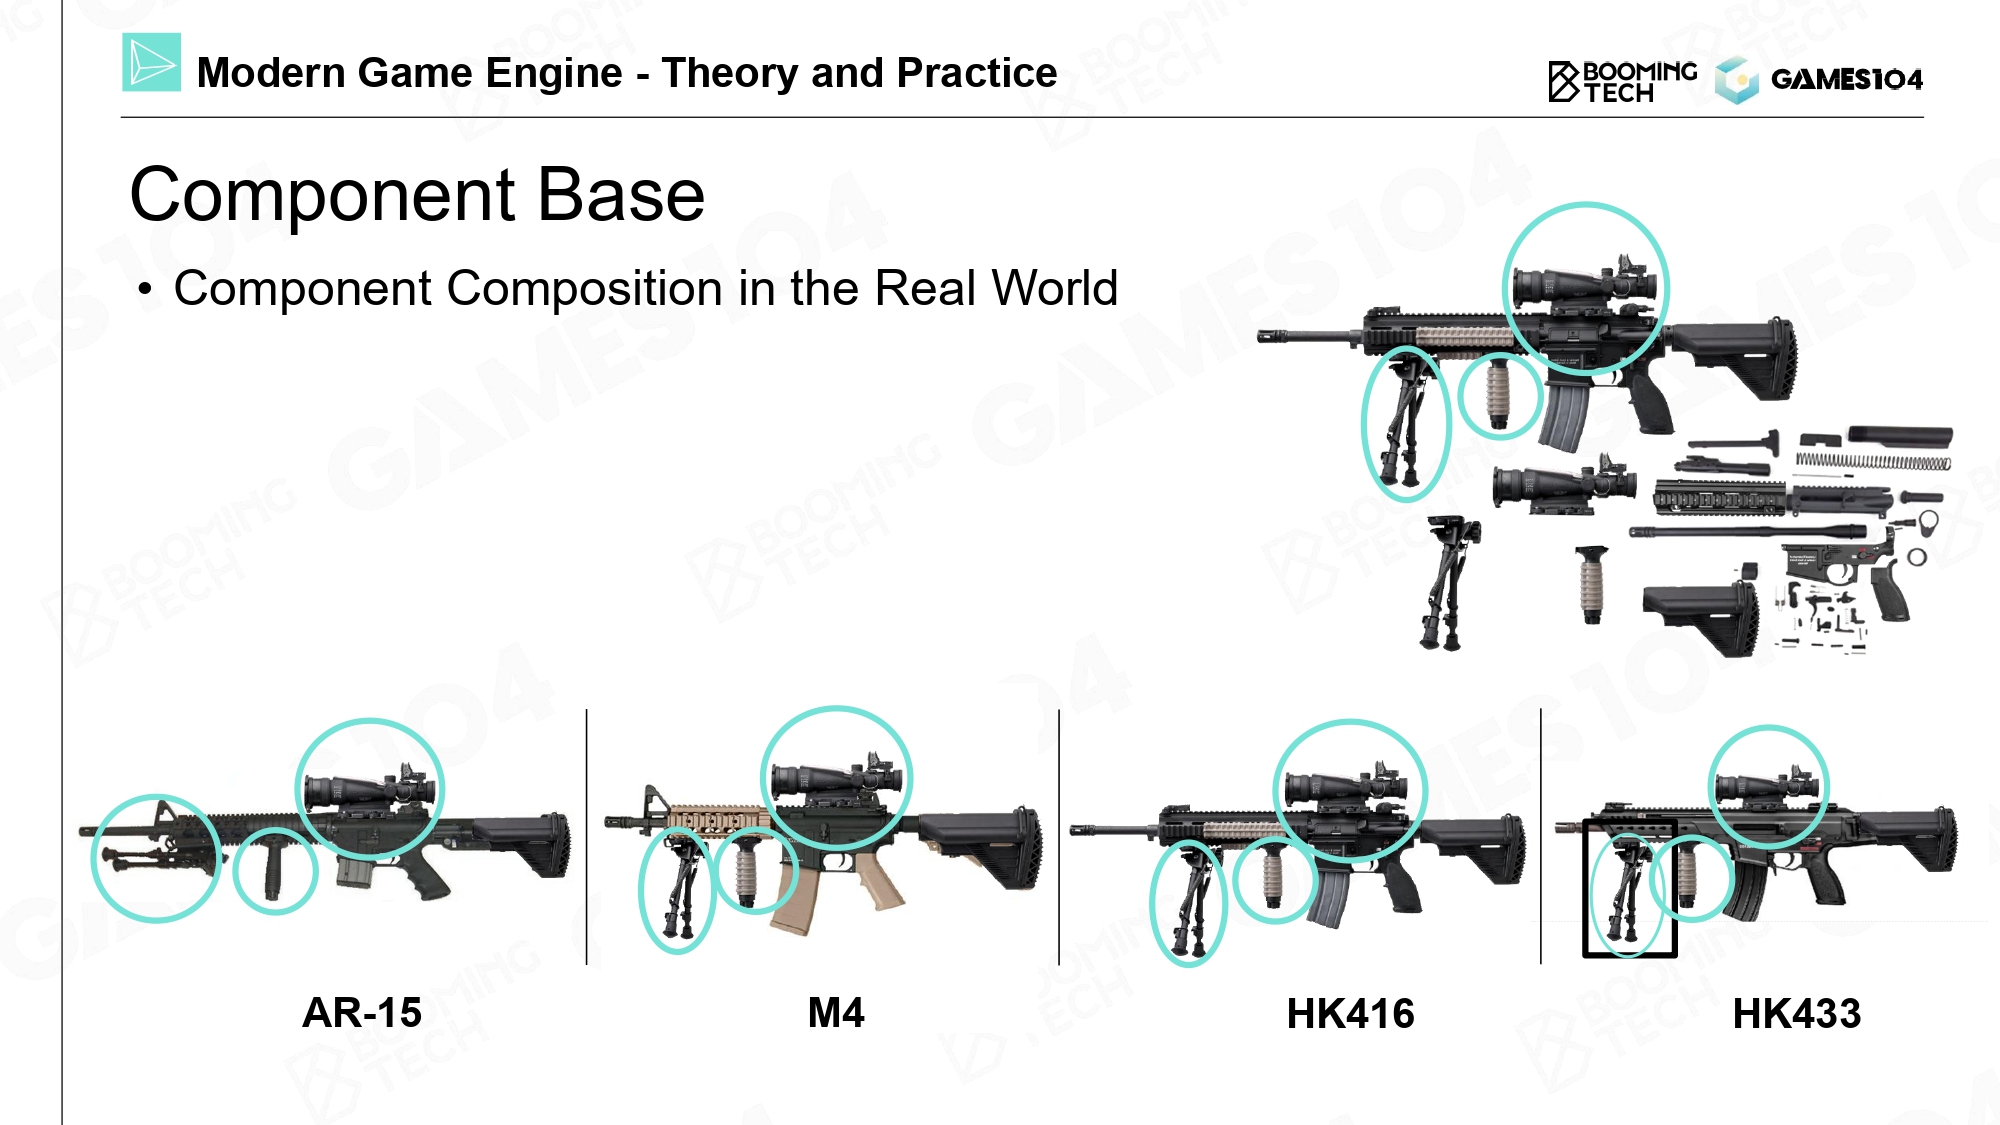 Modern Game Engine - Theory and Practice
BOOMING
TECH
GAMES104
Component Base
• Component Composition in the Real World
AR-15
M4
HK416
HK433